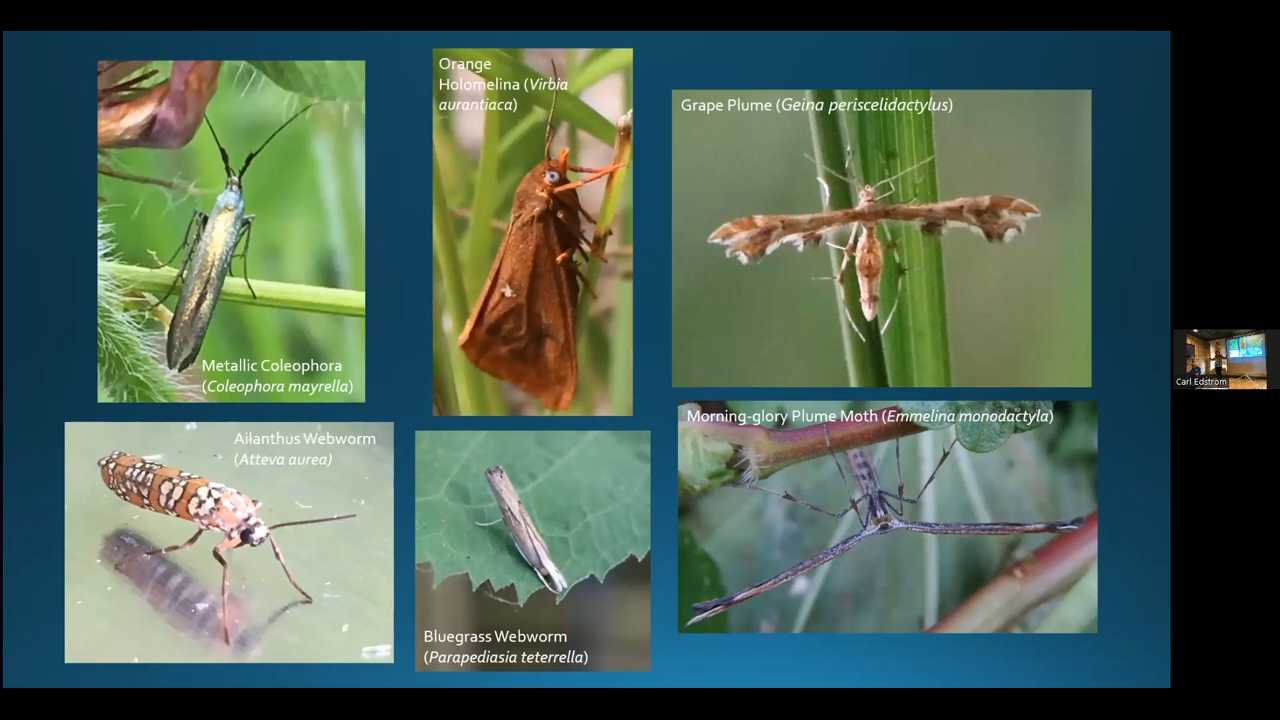 Metallic Coleophora
(Coleophora mayrella)
Orange
Holomelina (Virbia
aurantiaca)
Grape Plume (Geina periscelidactylus)
Ailanthus Webworm
(Atteva aurea)
Bluegrass Webworm
(Parapediasia teterrella)
Morning-glory Plume Moth (Emmelina monodactyla)
Carl Edstrom